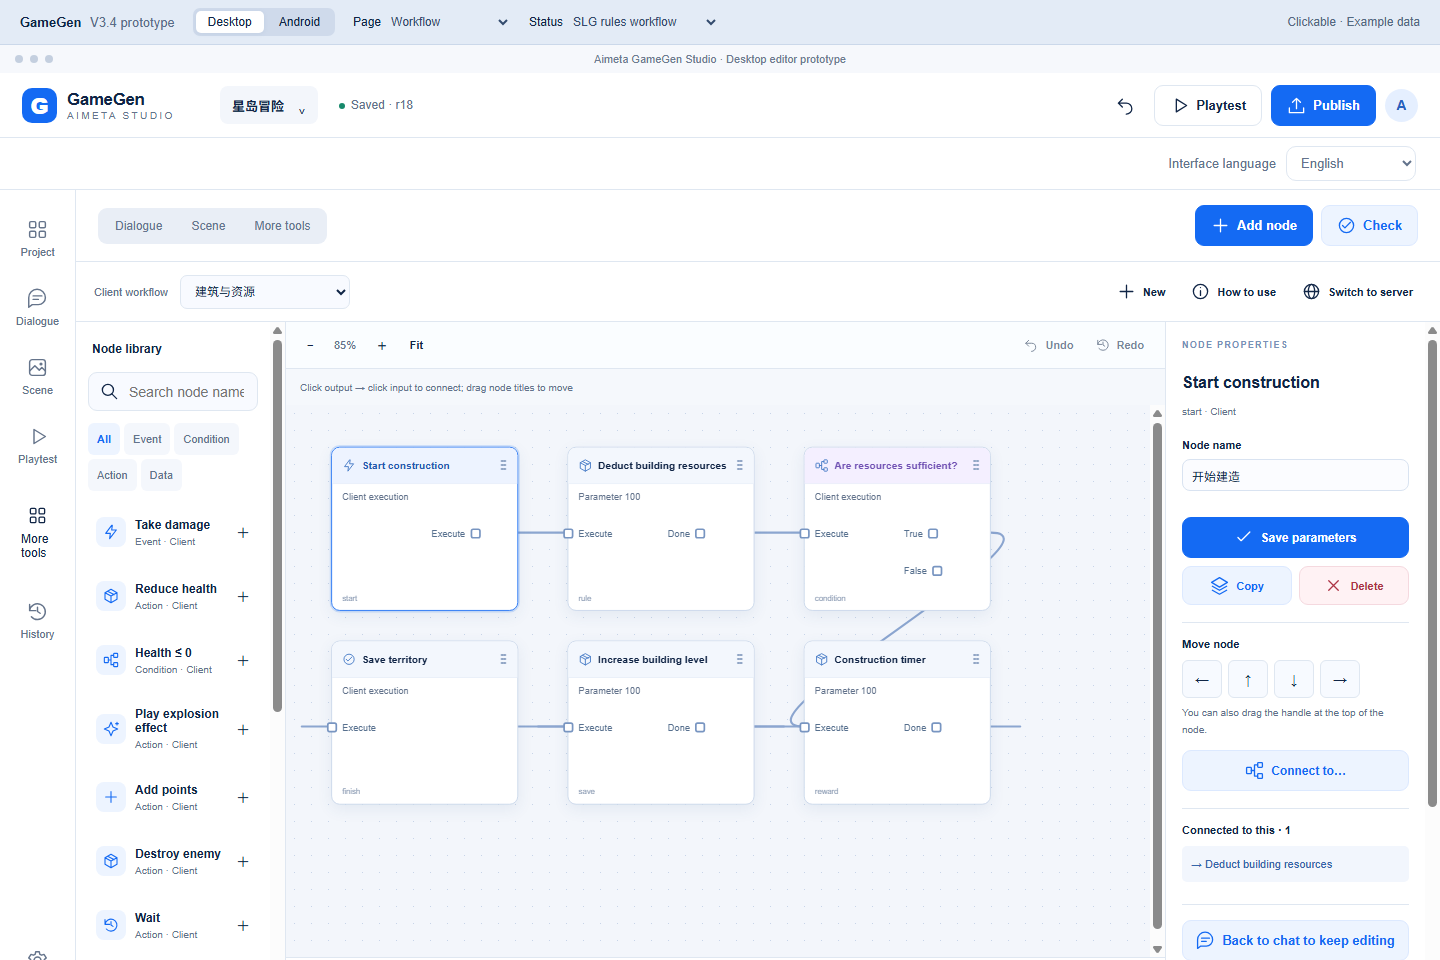 GameGen V3.4 prototype Desktop Android Page Workflow Status SLG rules workflow Clickable · Example data
Aimeta GameGen Studio · Desktop editor prototype
G GameGen
AIMETA STUDIO
星岛冒险
Saved · r18
Playtest
Publish
A
Interface language English
Project
Dialogue
Scene
Playtest
More
tools
History
Dialogue Scene More tools
Add node
Check
Client workflow 建筑与资源
New
How to use
Switch to server
Node library
Search node name
All Event Condition
Action Data
Take damage
Event · Client
Reduce health
Action · Client
Health ≤ 0
Condition · Client
Play explosion
effect
Action · Client
Add points
Action · Client
Destroy enemy
Action · Client
Wait
Action · Client
− 85% + Fit
Undo Redo
Click output → click input to connect; drag node titles to move
Start construction
Client execution
Execute
start
Deduct building resources
Parameter 100
Execute Done
rule
Are resources sufficient?
Client execution
Execute True
False
condition
Save territory
Client execution
Execute
finish
Increase building level
Parameter 100
Execute Done
save
Construction timer
Parameter 100
Execute Done
reward
NODE PROPERTIES
Start construction
start · Client
Node name
开始建造
Save parameters
Copy
Delete
Move node
← ↑ ↓ →
You can also drag the handle at the top of the
node.
Connect to...
Connected to this · 1
→ Deduct building resources
Back to chat to keep editing